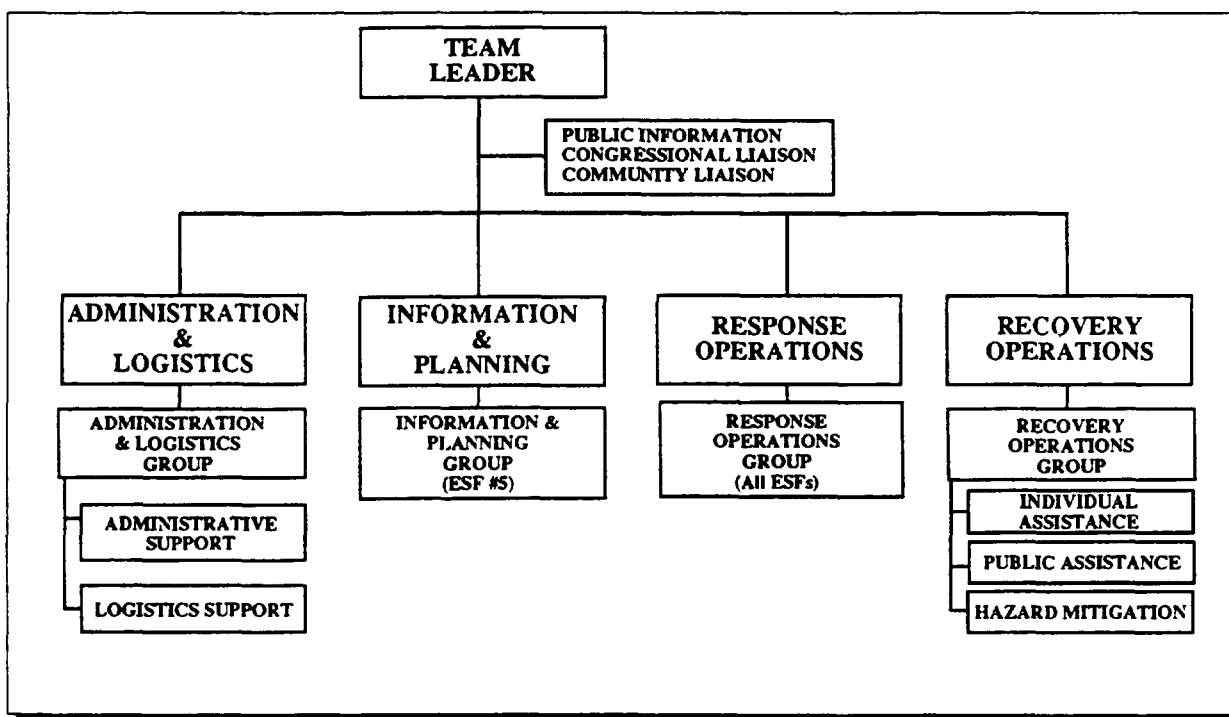 TEAM
LEADER
PUBLIC INFORMATION
CONGRESSIONAL LIAISON
COMMUNITY LIAISON
ADMINISTRATION
&
LOGISTICS
INFORMATION
&
PLANNING
RESPONSE
OPERATIONS
RECOVERY
OPERATIONS
ADMINISTRATION
& LOGISTICS
GROUP
INFORMATION &
PLANNING
GROUP
(ESF #5)
RESPONSE
OPERATIONS
GROUP
(All ESFs)
RECOVERY
OPERATIONS
GROUP
ADMINISTRATIVE
SUPPORT
LOGISTICS SUPPORT
INDIVIDUAL
ASSISTANCE
PUBLIC ASSISTANCE
HAZARD MITIGATION